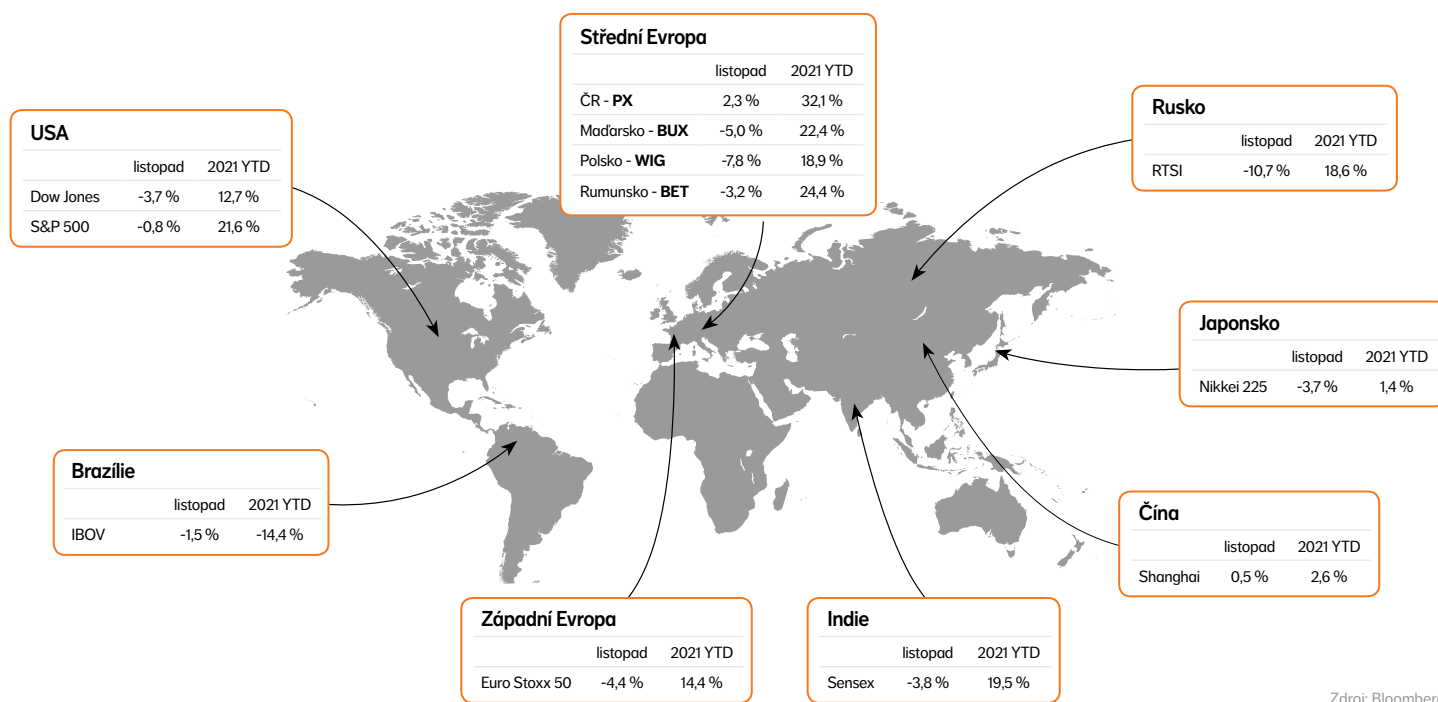 Střední Evropa
listopad 2021 YTD
ČR - PX 2,3 % 32,1 %
Maďarsko - BUX -5,0 % 22,4 %
Polsko - WIG -7,8 % 18,9 %
Rumunsko - BET -3,2 % 24,4 %
USA
listopad 2021 YTD
Dow Jones -3,7 % 12,7 %
S&P 500 -0,8 % 21,6 %
Rusko
listopad 2021 YTD
RTSI -10,7 % 18,6 %
Japonsko
listopad 2021 YTD
Nikkei 225 -3,7 % 1,4 %
Brazílie
listopad 2021 YTD
IBOV -1,5 % -14,4 %
Čína
listopad 2021 YTD
Shanghai 0,5 % 2,6 %
Západní Evropa
listopad 2021 YTD
Euro Stoxx 50 -4,4 % 14,4 %
Indie
listopad 2021 YTD
Sensex -3,8 % 19,5 %
Zdroj: Bloomberg